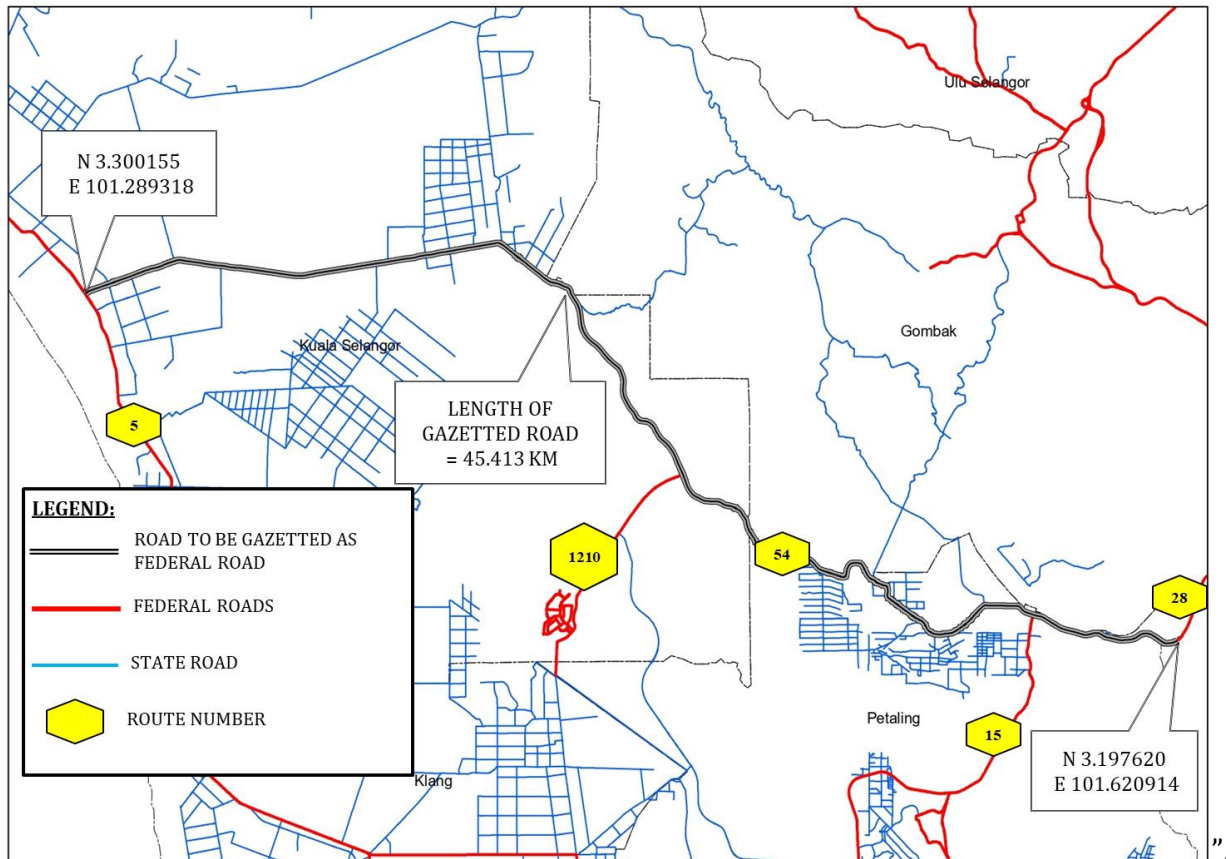 Ulu Selangor
N 3.300155
E 101.289318
Gombak
Kuala Selangor
LENGTH OF
GAZETTED ROAD
= 45.413 KM
5
LEGEND:
ROAD TO BE GAZETTED AS
FEDERAL ROAD
FEDERAL ROADS
STATE ROAD
ROUTE NUMBER
1210
54
28
Petaling
15
N 3.197620
E 101.620914
Klang
”.